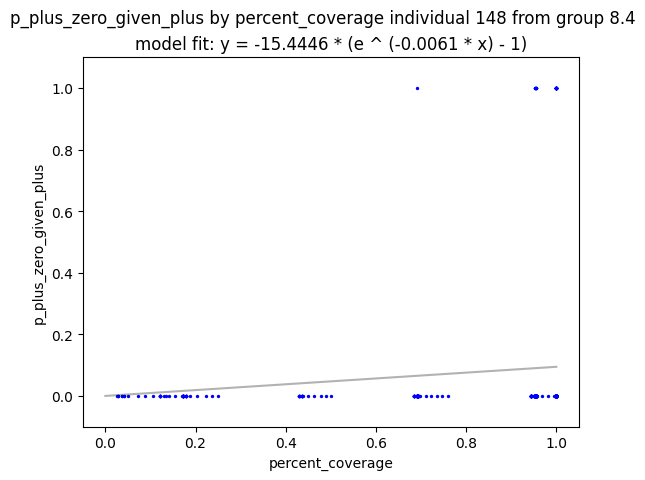 p_plus_zero_given_plus by percent_coverage individual 148 from group 8.4
model fit: y = -15.4446 * (e ^ (-0.0061 * x) - 1)
1.0
0.8
0.6
0.4
0.2
0.0
p_plus_zero_given_plus
0.0 0.2 0.4 0.6 0.8 1.0
percent_coverage